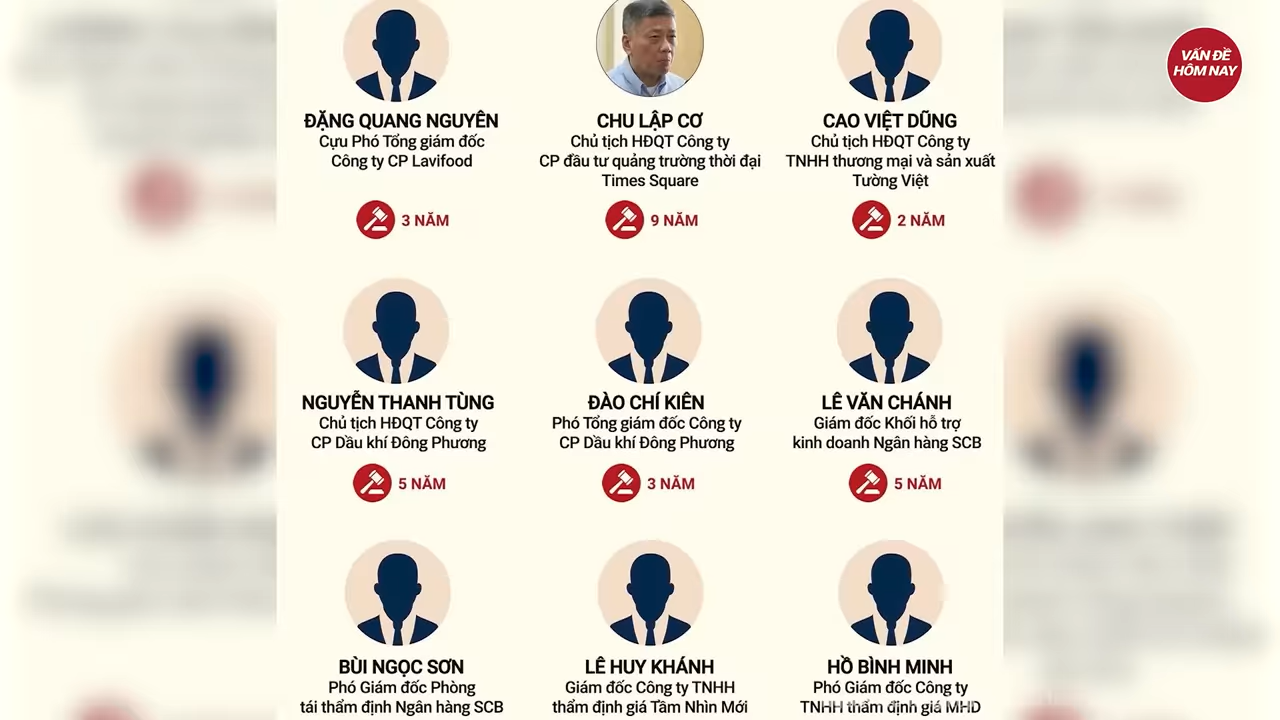 VẤN ĐỀ
HÔM NAY
ĐẶNG QUANG NGUYÊN
Cựu Phó Tổng giám đốc
Công ty CP Lavifood
3 NĂM
CHU LẬP CƠ
Chủ tịch HĐQT Công ty
CP đầu tư quảng trường thời đại
Times Square
9 NĂM
CAO VIỆT DŨNG
Chủ tịch HĐQT Công ty
TNHH thương mại và sản xuất
Tường Việt
2 NĂM
NGUYỄN THANH TÙNG
Chủ tịch HĐQT Công ty
CP Dầu khí Đông Phương
5 NĂM
ĐÀO CHÍ KIÊN
Phó Tổng giám đốc Công ty
CP Dầu khí Đông Phương
3 NĂM
LÊ VĂN CHÁNH
Giám đốc Khối hỗ trợ
kinh doanh Ngân hàng SCB
5 NĂM
BÙI NGỌC SƠN
Phó Giám đốc Phòng
tái thẩm định Ngân hàng SCB
LÊ HUY KHÁNH
Giám đốc Công ty TNHH
thẩm định giá Tầm Nhìn Mới
HỒ BÌNH MINH
Phó Giám đốc Công ty
TNHH thẩm định giá MHD